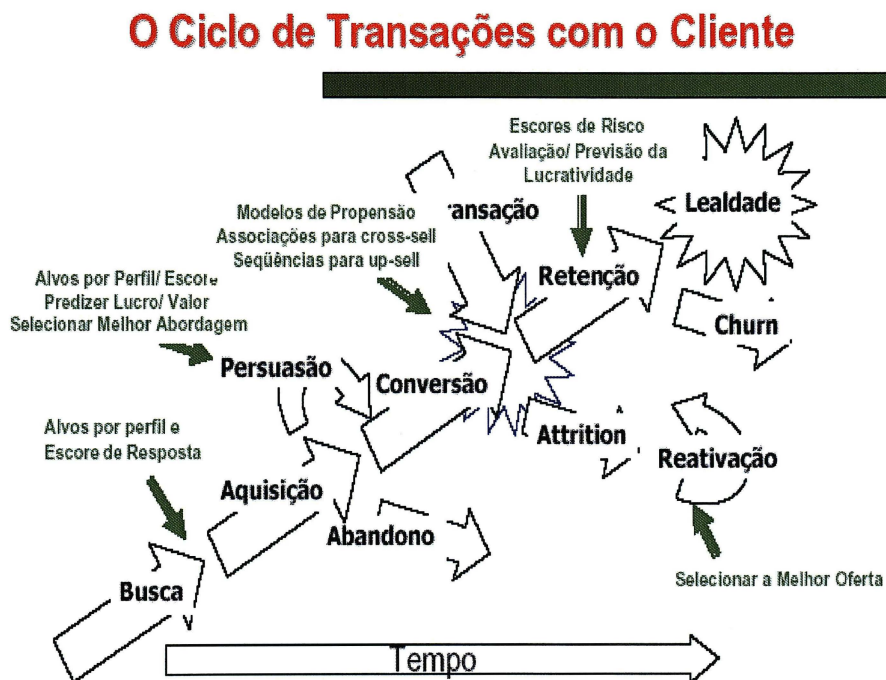 O Ciclo de Transações com o Cliente
Escores de Risco
Avaliação/ Previsão da
Lucratividade
Lealdade
ansação
Modelos de Propensão
Associações para cross-sell
Seqüências para up-sell
Retenção
Alvos por Perfil/ Escore
Predizer Lucro/ Valor
Selecionar Melhor Abordagem
Churn
Persuasão
Conversão
Alvos por perfil e
Escore de Resposta
Attrition
Reativação
Aquisição
Abandono
Selecionar a Melhor Oferta
Busca
Tempo